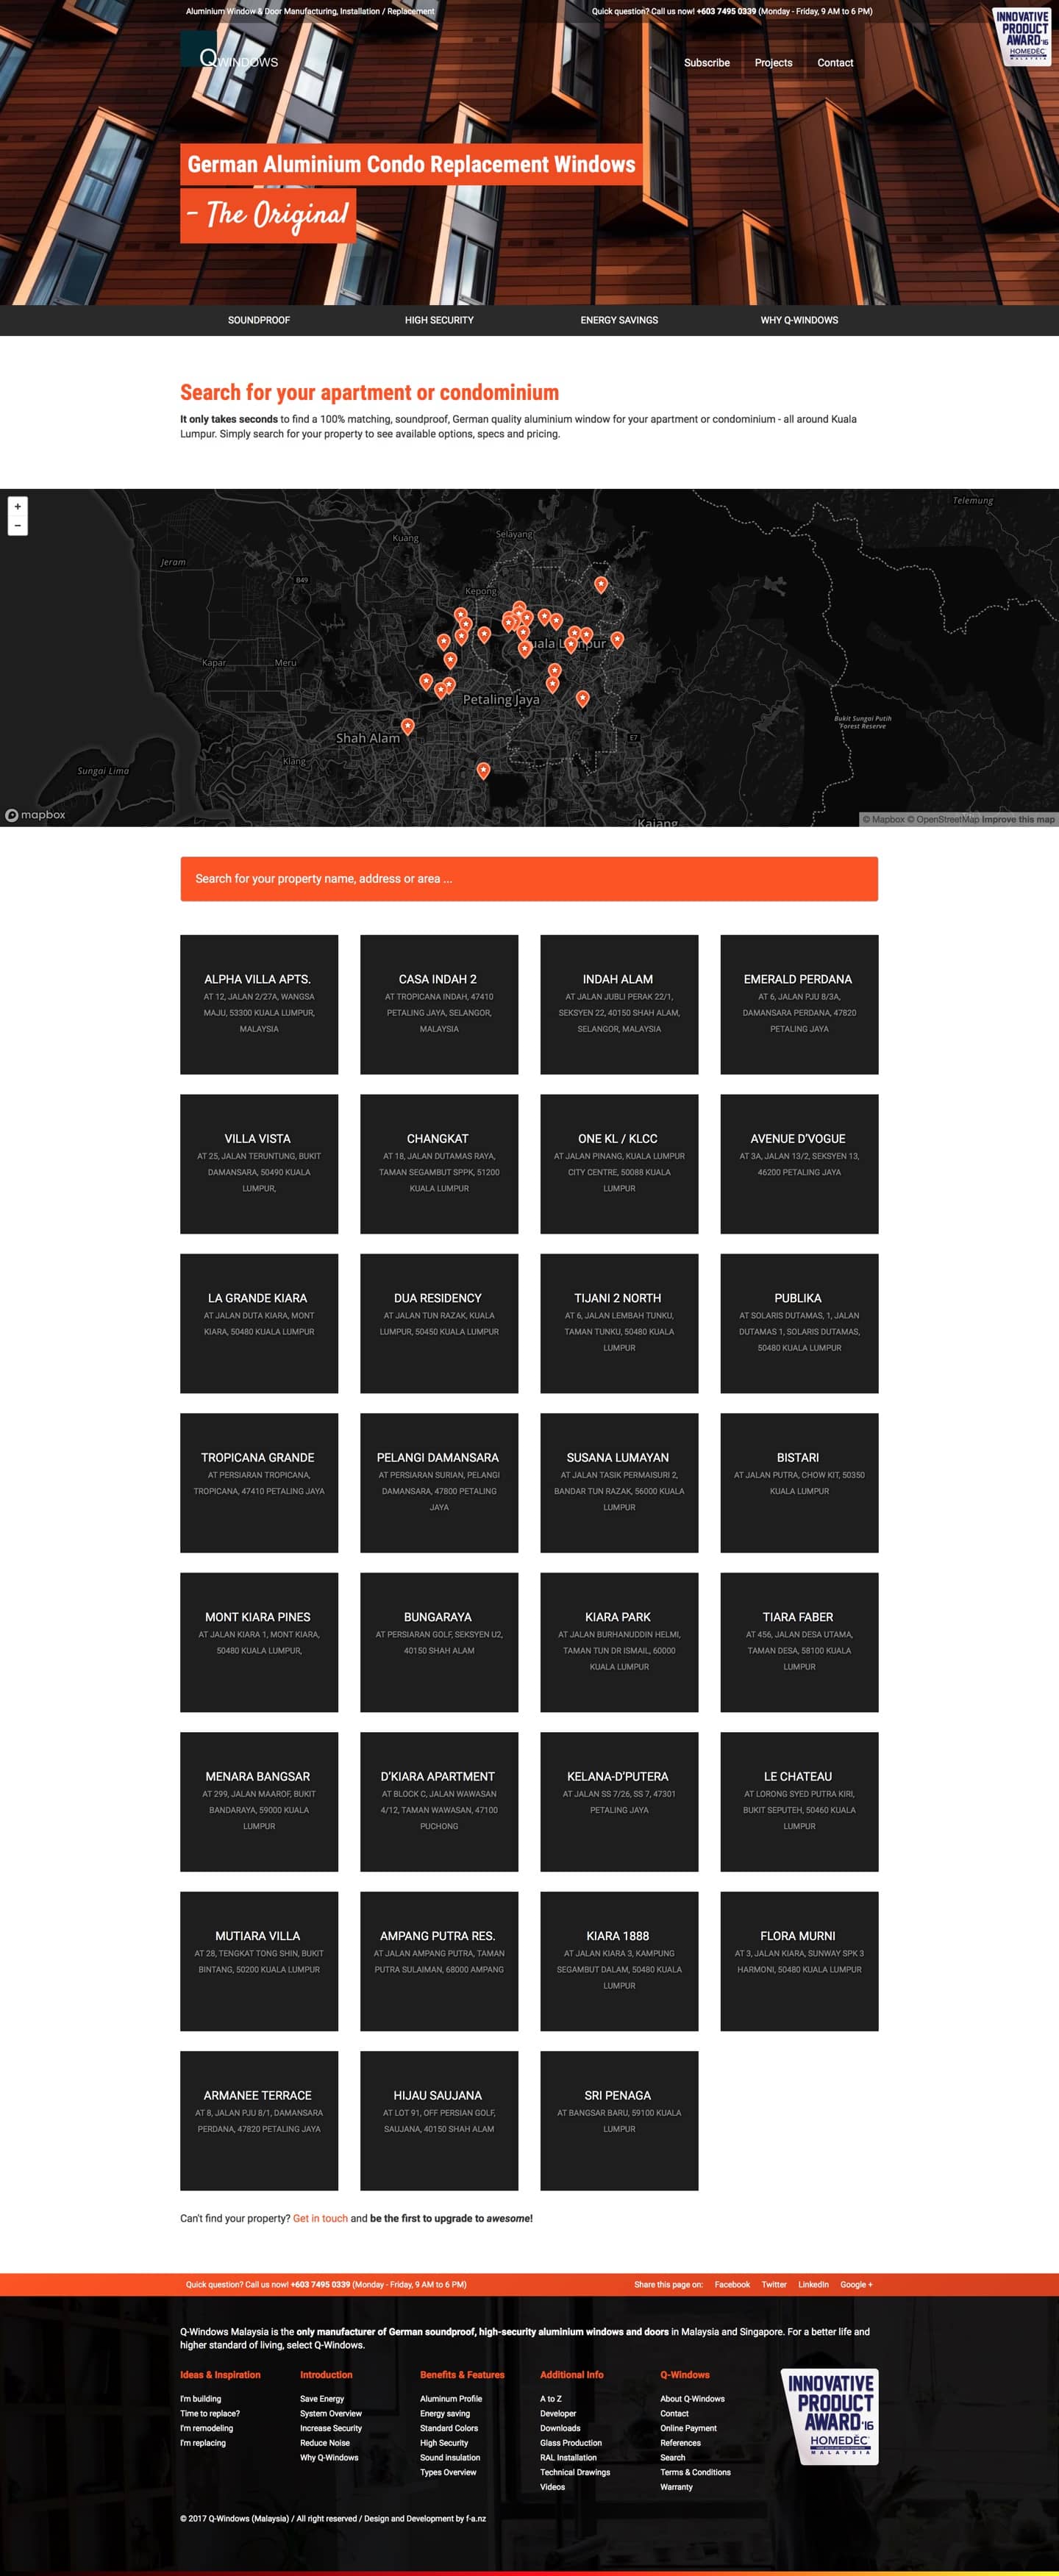 Aluminium Window & Door Manufacturing, Installation / Replacement
Quick question? Call us now! +603 7495 0339 (Monday - Friday, 9 AM to 6 PM)
INNOVATIVE
PRODUCT
AWARD '16
HOMEDEC
MALAYSIA
QWINDOWS
Subscribe Projects Contact
German Aluminium Condo Replacement Windows
- The Original
SOUNDPROOF HIGH SECURITY ENERGY SAVINGS WHY Q-WINDOWS
Search for your apartment or condominium
It only takes seconds to find a 100% matching, soundproof, German quality aluminium window for your apartment or condominium - all around Kuala
Lumpur. Simply search for your property to see available options, specs and pricing.
+
−
Telemung
Kuang
Selayang
Jeram
B49
Kepong
Kapar
Meru
Petaling Jaya
Bukit Sungai Putih
Forest Reserve
Shah Alam
E7
Klang
Sungai Lima
mapbox
Kajang
© Mapbox © OpenStreetMap Improve this map
Search for your property name, address or area ...
ALPHA VILLA APTS.
AT 12, JALAN 2/27A, WANGSA
MAJU, 53300 KUALA LUMPUR,
MALAYSIA
CASA INDAH 2
AT TROPICANA INDAH, 47410
PETALING JAYA, SELANGOR,
MALAYSIA
INDAH ALAM
AT JALAN JUBLI PERAK 22/1,
SEKSYEN 22, 40150 SHAH ALAM,
SELANGOR, MALAYSIA
EMERALD PERDANA
AT 6, JALAN PJU 8/3A,
DAMANSARA PERDANA, 47820
PETALING JAYA
VILLA VISTA
AT 25, JALAN TERUNTUNG, BUKIT
DAMANSARA, 50490 KUALA
LUMPUR,
CHANGKAT
AT 18, JALAN DUTAMAS RAYA,
TAMAN SEGAMBUT SPPK, 51200
KUALA LUMPUR
ONE KL / KLCC
AT JALAN PINANG, KUALA LUMPUR
CITY CENTRE, 50088 KUALA
LUMPUR
AVENUE D'VOGUE
AT 3A, JALAN 13/2, SEKSYEN 13,
46200 PETALING JAYA
LA GRANDE KIARA
AT JALAN DUTA KIARA, MONT
KIARA, 50480 KUALA LUMPUR
DUA RESIDENCY
AT JALAN TUN RAZAK, KUALA
LUMPUR, 50450 KUALA LUMPUR
TIJANI 2 NORTH
AT 6, JALAN LEMBAH TUNKU,
TAMAN TUNKU, 50480 KUALA
LUMPUR
PUBLIKA
AT SOLARIS DUTAMAS, 1, JALAN
DUTAMAS 1, SOLARIS DUTAMAS,
50480 KUALA LUMPUR
TROPICANA GRANDE
AT PERSIARAN TROPICANA,
TROPICANA, 47410 PETALING JAYA
PELANGI DAMANSARA
AT PERSIARAN SURIAN, PELANGI
DAMANSARA, 47800 PETALING
JAYA
SUSANA LUMAYAN
AT JALAN TASIK PERMAISURI 2,
BANDAR TUN RAZAK, 56000 KUALA
LUMPUR
BISTARI
AT JALAN PUTRA, CHOW KIT, 50350
KUALA LUMPUR
MONT KIARA PINES
AT JALAN KIARA 1, MONT KIARA,
50480 KUALA LUMPUR,
BUNGARAYA
AT PERSIARAN GOLF, SEKSYEN U2,
40150 SHAH ALAM
KIARA PARK
AT JALAN BURHANUDDIN HELMI,
TAMAN TUN DR ISMAIL, 60000
KUALA LUMPUR
TIARA FABER
AT 456, JALAN DESA UTAMA,
TAMAN DESA, 58100 KUALA
LUMPUR
MENARA BANGSAR
AT 299, JALAN MAAROF, BUKIT
BANDARAYA, 59000 KUALA
LUMPUR
D'KIARA APARTMENT
AT BLOCK C, JALAN WAWASAN
4/12, TAMAN WAWASAN, 47100
PUCHONG
KELANA-D'PUTERA
AT JALAN SS 7/26, SS 7, 47301
PETALING JAYA
LE CHATEAU
AT LORONG SYED PUTRA KIRI,
BUKIT SEPUTEH, 50460 KUALA
LUMPUR
MUTIARA VILLA
AT 28, TENGKAT TONG SHIN, BUKIT
BINTANG, 50200 KUALA LUMPUR
AMPANG PUTRA RES.
AT JALAN AMPANG PUTRA, TAMAN
PUTRA SULAIMAN, 68000 AMPANG
KIARA 1888
AT JALAN KIARA 3, KAMPUNG
SEGAMBUT DALAM, 50480 KUALA
LUMPUR
FLORA MURNI
AT 3, JALAN KIARA, SUNWAY SPK 3
HARMONI, 50480 KUALA LUMPUR
ARMANEE TERRACE
AT 8, JALAN PJU 8/1, DAMANSARA
PERDANA, 47820 PETALING JAYA
HIJAU SAUJANA
AT LOT 91, OFF PERSIAN GOLF,
SAUJANA, 40150 SHAH ALAM
SRI PENAGA
AT BANGSAR BARU, 59100 KUALA
LUMPUR
Can't find your property? Get in touch and be the first to upgrade to awesome!
Quick question? Call us now! +603 7495 0339 (Monday - Friday, 9 AM to 6 PM)
Share this page on: Facebook Twitter LinkedIn Google +
Q-Windows Malaysia is the only manufacturer of German soundproof, high-security aluminium windows and doors in Malaysia and Singapore. For a better life and
higher standard of living, select Q-Windows.
Ideas & Inspiration
I'm building
Time to replace?
I'm remodeling
I'm replacing
Introduction
Save Energy
System Overview
Increase Security
Reduce Noise
Why Q-Windows
Benefits & Features
Aluminum Profile
Energy saving
Standard Colors
High Security
Sound insulation
Types Overview
Additional Info
A to Z
Developer
Downloads
Glass Production
RAL Installation
Technical Drawings
Videos
Q-Windows
About Q-Windows
Contact
Online Payment
References
Search
Terms & Conditions
Warranty
INNOVATIVE
PRODUCT
AWARD '16
HOMEDEC
MALAYSIA
© 2017 Q-Windows (Malaysia) / All right reserved / Design and Development by f-a.nz